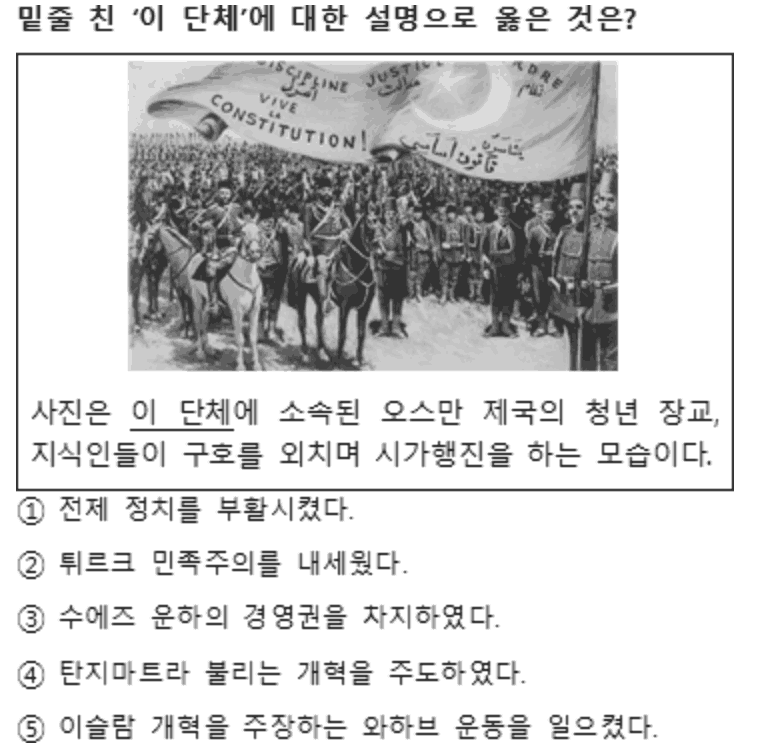 밑줄 친 '이 단체'에 대한 설명으로 옳은 것은?
DISCIPLINE JUSTICE ORDRE
عدالت نظام
VIVE
LA
CONSTITUTION!
قانون اساسی
사진은 이 단체에 소속된 오스만 제국의 청년 장교,
지식인들이 구호를 외치며 시가행진을 하는 모습이다.
① 전제 정치를 부활시켰다.
② 튀르크 민족주의를 내세웠다.
③ 수에즈 운하의 경영권을 차지하였다.
④ 탄지마트라 불리는 개혁을 주도하였다.
⑤ 이슬람 개혁을 주장하는 와하브 운동을 일으켰다.